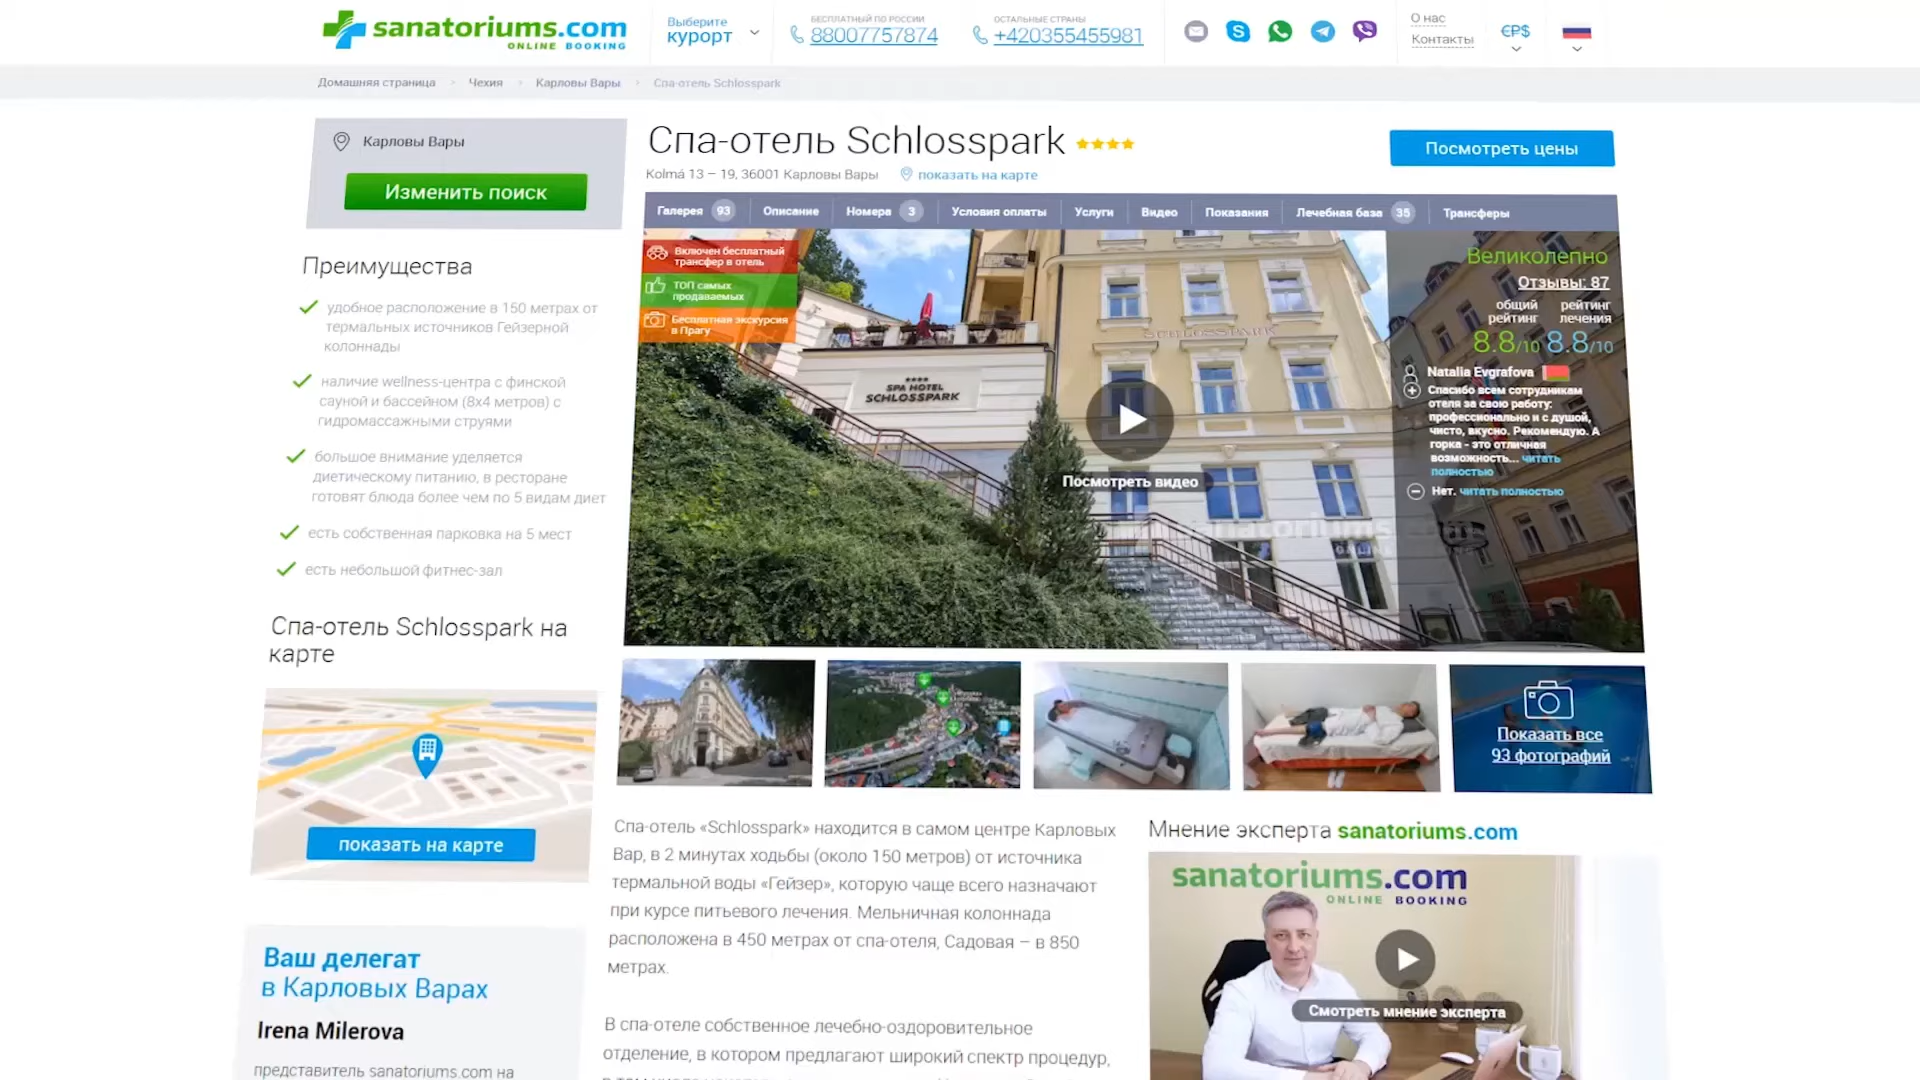 sanatoriums.com
ONLINE BOOKING
Выберите
курорт
БЕСПЛАТНЫЙ ПО РОССИИ
88007757874
ОСТАЛЬНЫЕ СТРАНЫ
+420355455981
О нас
Контакты
€₽$
Домашняя страница > Чехия > Карловы Вары > Спа-отель Schlosspark
Карловы Вары
Изменить поиск
Преимущества
удобное расположение в 150 метрах от
термальных источников Гейзерной
колоннады
наличие wellness-центра с финской
сауной и бассейном (8x4 метров) с
гидромассажными струями
большое внимание уделяется
диетическому питанию, в ресторане
готовят блюда более чем по 5 видам диет
есть собственная парковка на 5 мест
есть небольшой фитнес-зал
Спа-отель Schlosspark на
карте
показать на карте
Ваш делегат
в Карловых Варах
Irena Milerova
представитель sanatoriums.com на
Спа-отель Schlosspark
Kolmá 13 – 19, 36001 Карловы Вары
показать на карте
Посмотреть цены
Галерея 93 Описание Номера 3 Условия оплаты Услуги Видео Показания Лечебная база 35 Трансферы
Включен бесплатный
трансфер в отель
ТОП самых
продаваемых
Бесплатная экскурсия
в Прагу
SPA HOTEL
SCHLOSSPARK
SCHLOSSPARK
Посмотреть видео
sanatoriums.com
ONLINE
Великолепно
Отзывы: 87
общий рейтинг
рейтинг лечения
8.8/10 8.8/10
Natalia Evgrafova
Спасибо всем сотрудникам
отеля за свою работу:
профессионально и с душой,
чисто, вкусно. Рекомендую. А
горка - это отличная
возможность... читать
полностью
Нет. читать полностью
Показать все
93 фотографий
Спа-отель «Schlosspark» находится в самом центре Карловых
Вар, в 2 минутах ходьбы (около 150 метров) от источника
термальной воды «Гейзер», которую чаще всего назначают
при курсе питьевого лечения. Мельничная колоннада
расположена в 450 метрах от спа-отеля, Садовая – в 850
метрах.
В спа-отеле собственное лечебно-оздоровительное
отделение, в котором предлагают широкий спектр процедур,
Мнение эксперта sanatoriums.com
sanatoriums.com
ONLINE BOOKING
Смотреть мнение эксперта